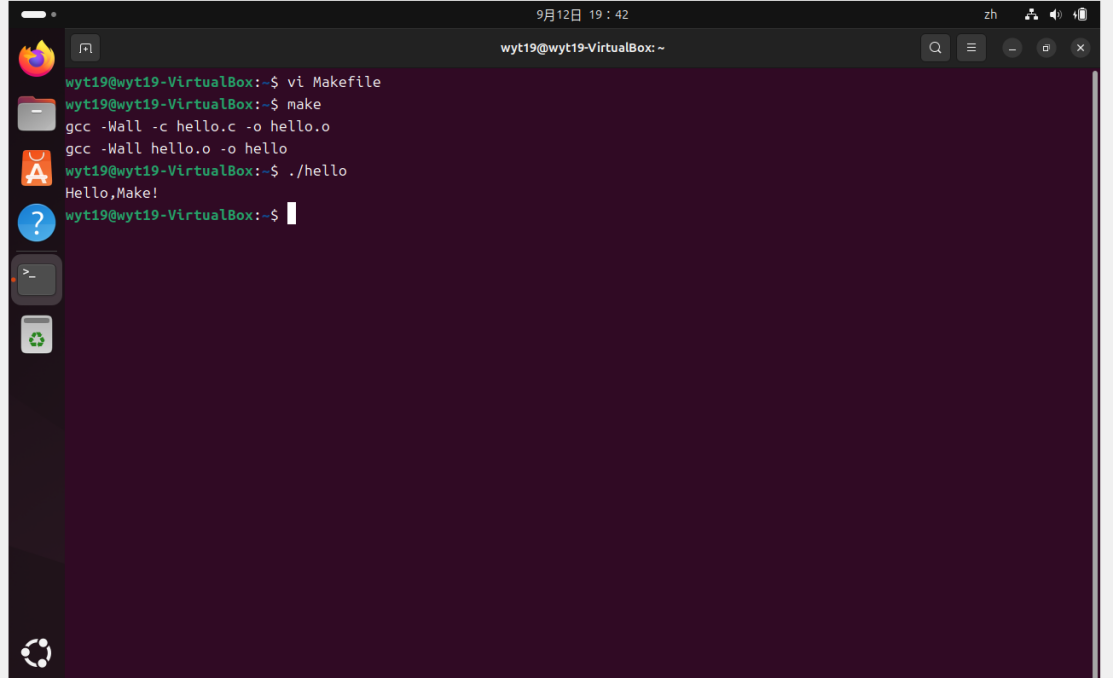 9月12日 19：42
zh
wyt19@wyt19-VirtualBox: ~
wyt19@wyt19-VirtualBox:~$ vi Makefile
wyt19@wyt19-VirtualBox:~$ make
gcc -Wall -c hello.c -o hello.o
gcc -Wall hello.o -o hello
wyt19@wyt19-VirtualBox:~$ ./hello
Hello,Make!
wyt19@wyt19-VirtualBox:~$